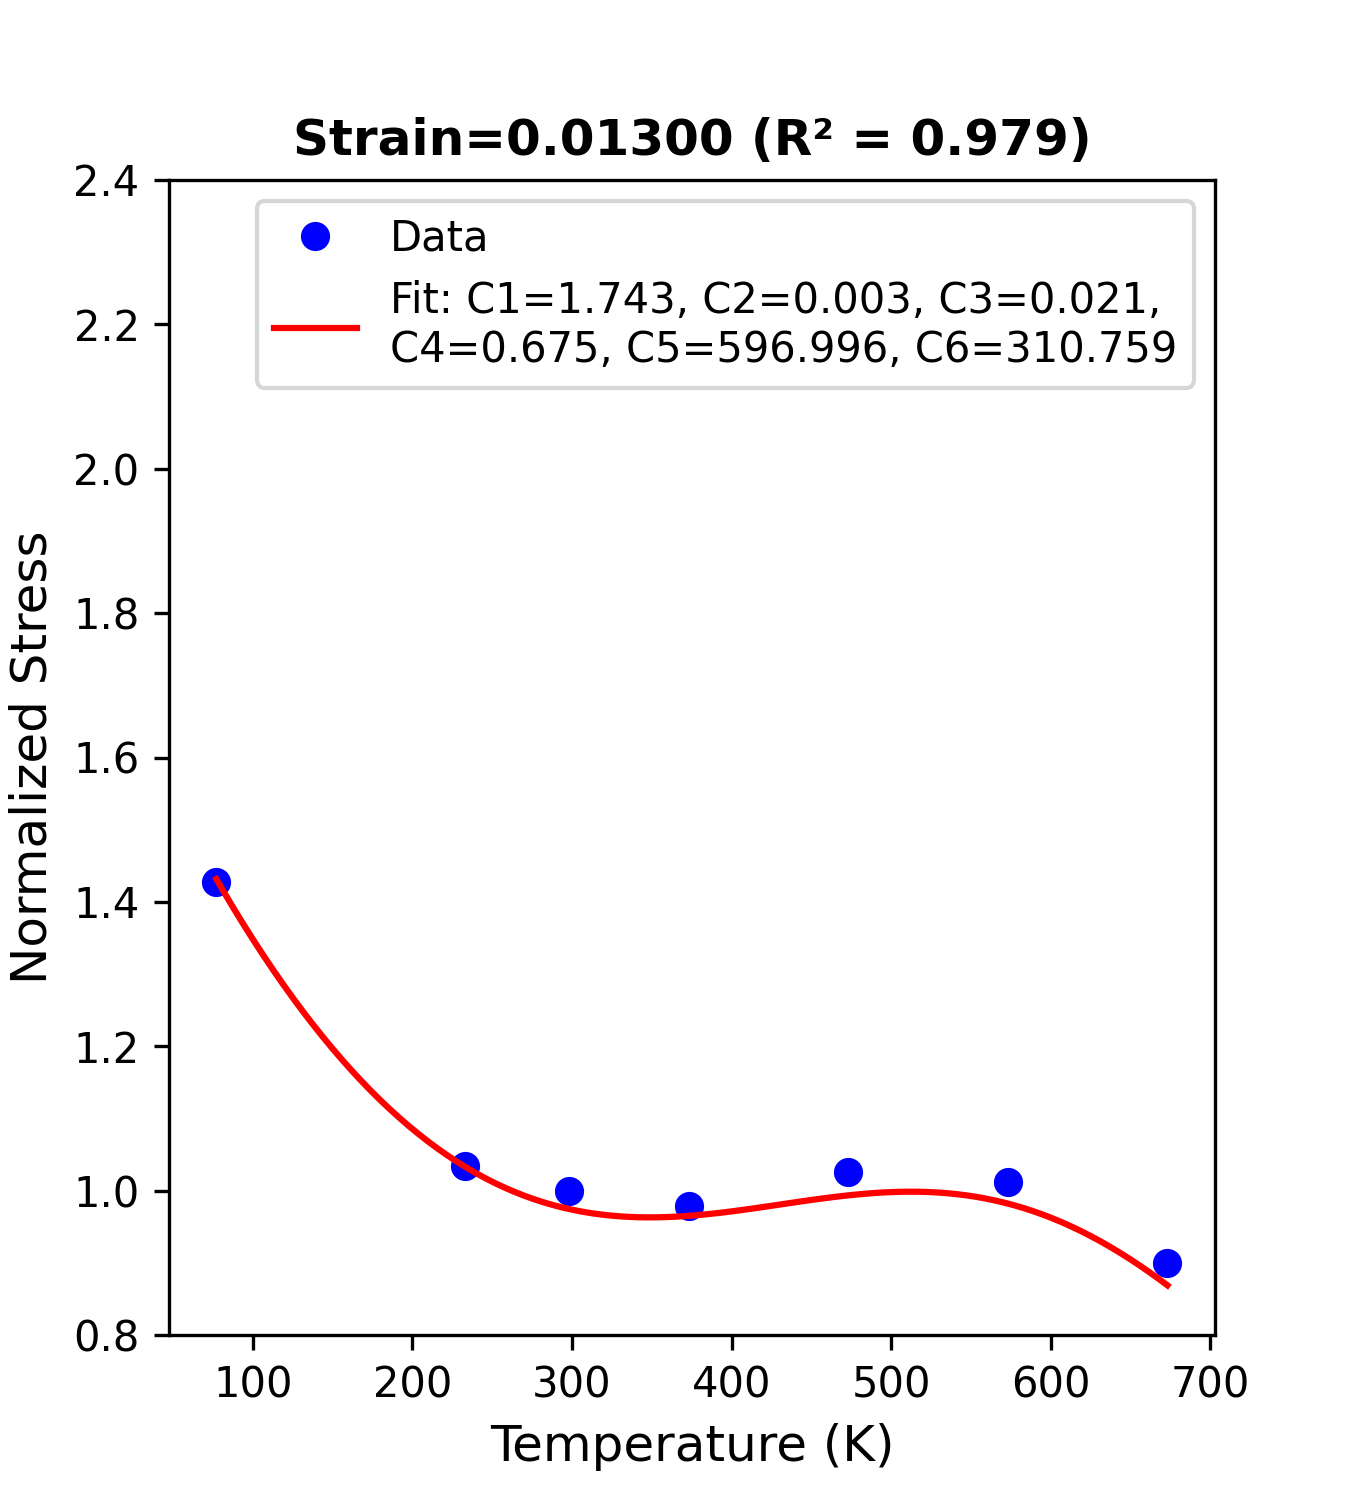 Strain=0.01300 (R² = 0.979)
2.4
2.2
2.0
1.8
1.6
1.4
1.2
1.0
0.8
Normalized Stress
Data
Fit: C1=1.743, C2=0.003, C3=0.021,
C4=0.675, C5=596.996, C6=310.759
100 200 300 400 500 600 700
Temperature (K)